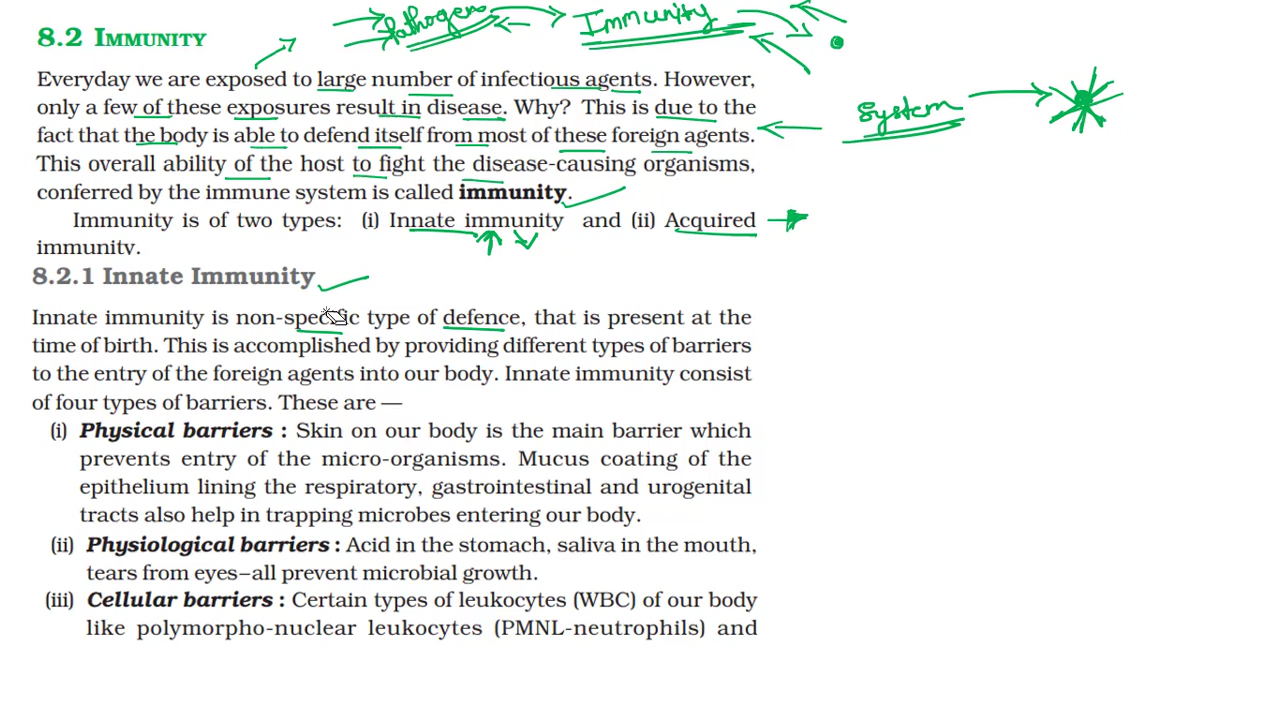 Pathogens Immunity
8.2 IMMUNITY
Everyday we are exposed to large number of infectious agents. However,
only a few of these exposures result in disease. Why? This is due to the
System
fact that the body is able to defend itself from most of these foreign agents.
This overall ability of the host to fight the disease-causing organisms,
conferred by the immune system is called immunity.
Immunity is of two types: (i) Innate immunity and (ii) Acquired
immunity.
8.2.1 Innate Immunity
Innate immunity is non-specific type of defence, that is present at the
time of birth. This is accomplished by providing different types of barriers
to the entry of the foreign agents into our body. Innate immunity consist
of four types of barriers. These are —
(i) Physical barriers : Skin on our body is the main barrier which
prevents entry of the micro-organisms. Mucus coating of the
epithelium lining the respiratory, gastrointestinal and urogenital
tracts also help in trapping microbes entering our body.
(ii) Physiological barriers : Acid in the stomach, saliva in the mouth,
tears from eyes–all prevent microbial growth.
(iii) Cellular barriers : Certain types of leukocytes (WBC) of our body
like polymorpho-nuclear leukocytes (PMNL-neutrophils) and